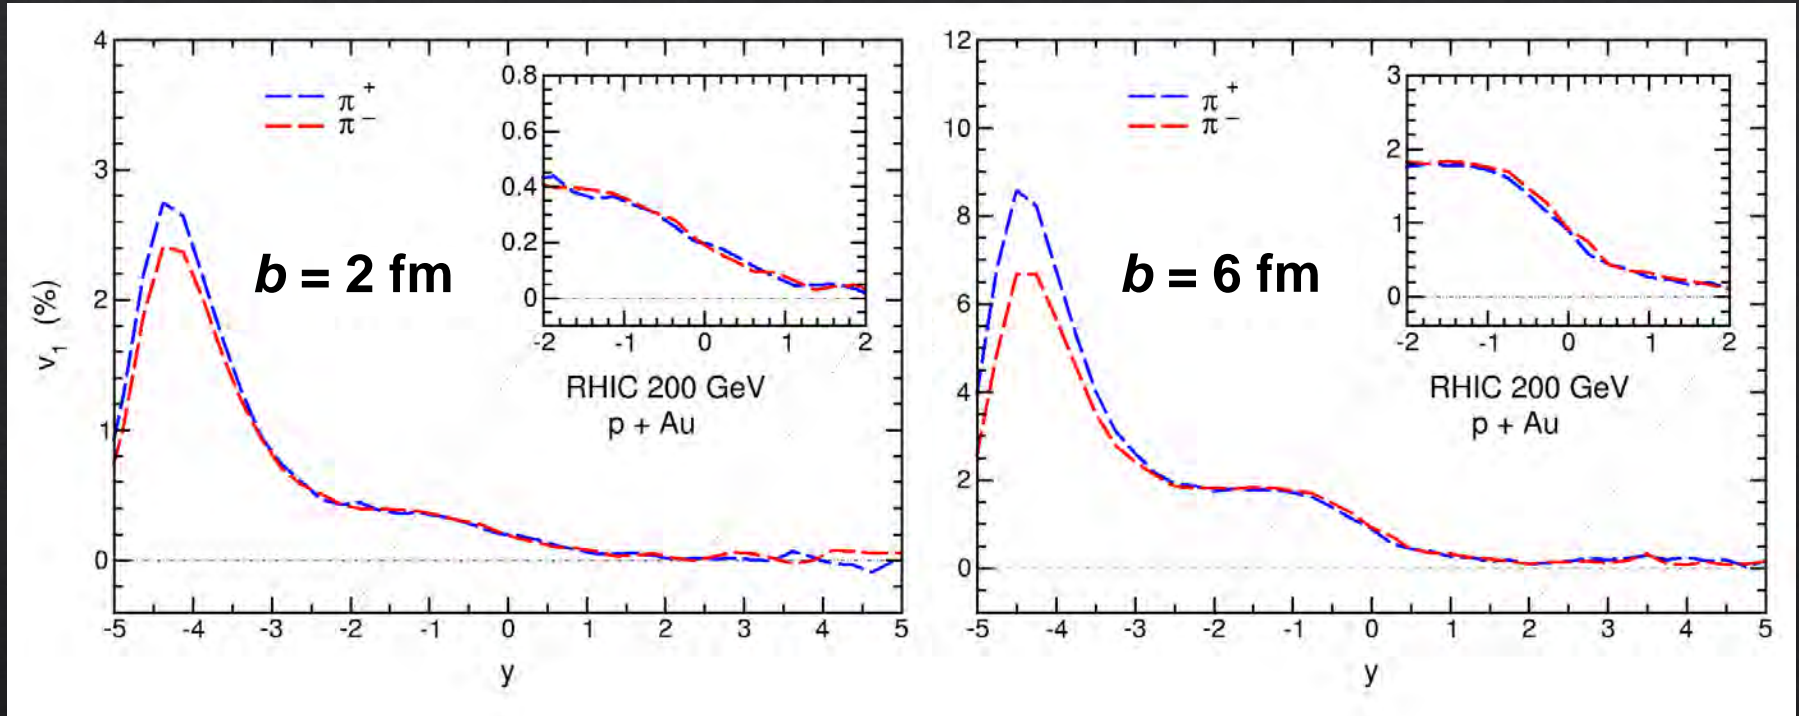 v₁ (%)
4
3
2
1
0
-5 -4 -3 -2 -1 0 1 2 3 4 5
y
π⁺
π⁻
b = 2 fm
0.8
0.6
0.4
0.2
0
-2 -1 0 1 2
RHIC 200 GeV
p + Au
12
10
8
6
4
2
0
-5 -4 -3 -2 -1 0 1 2 3 4 5
y
π⁺
π⁻
b = 6 fm
3
2
1
0
-2 -1 0 1 2
RHIC 200 GeV
p + Au